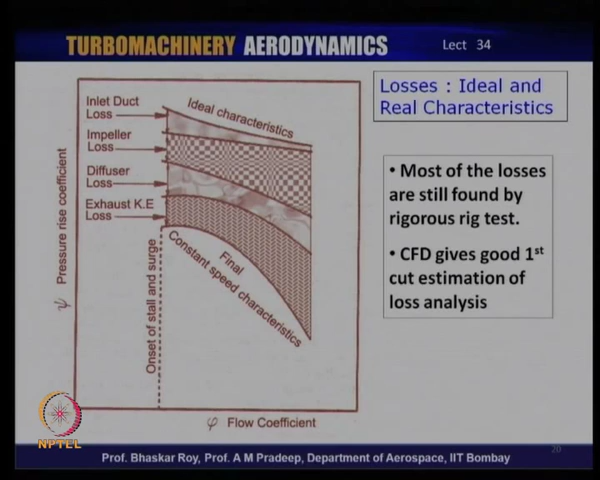 TURBOMACHINERY AERODYNAMICS
Lect 34
Losses : Ideal and
Real Characteristics
Inlet Duct
Loss
Impeller
Loss
Diffuser
Loss
Exhaust K.E
Loss
Ideal characteristics
Final
Constant speed characteristics
Onset of stall and surge
Pressure rise coefficient
ψ
φ Flow Coefficient
• Most of the losses
are still found by
rigorous rig test.
• CFD gives good 1st
cut estimation of
loss analysis
NPTEL
Prof. Bhaskar Roy, Prof. A M Pradeep, Department of Aerospace, IIT Bombay
20